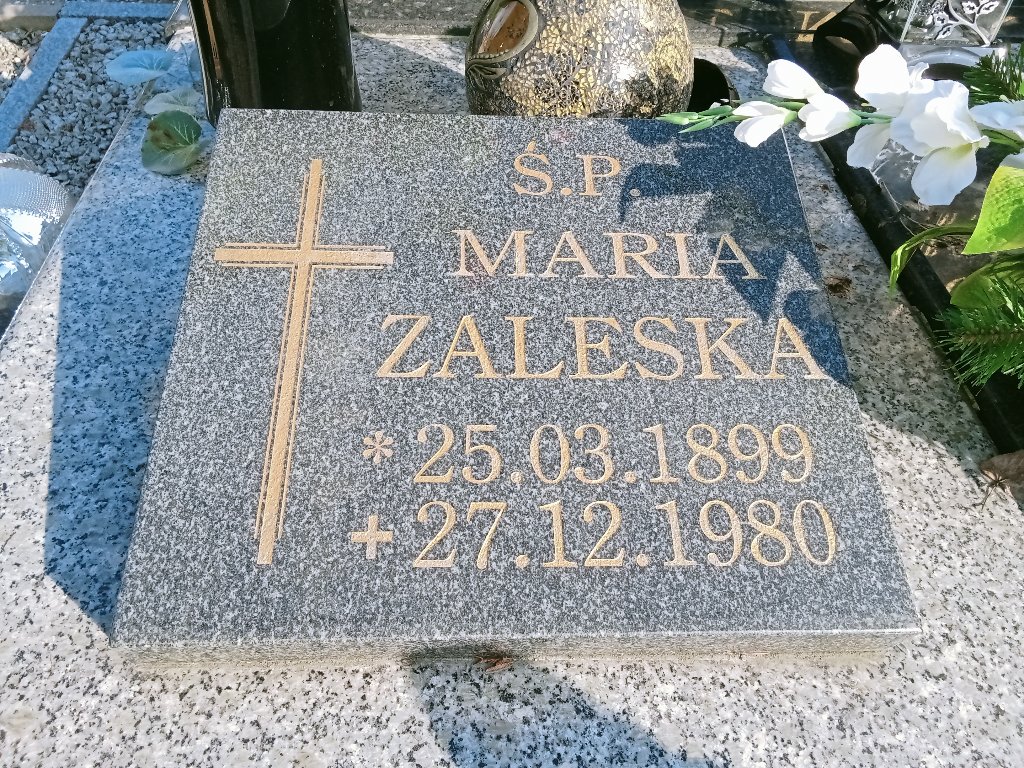 Ś.P.
MARIA
ZALESKA
* 25.03.1899
+ 27.12.1980